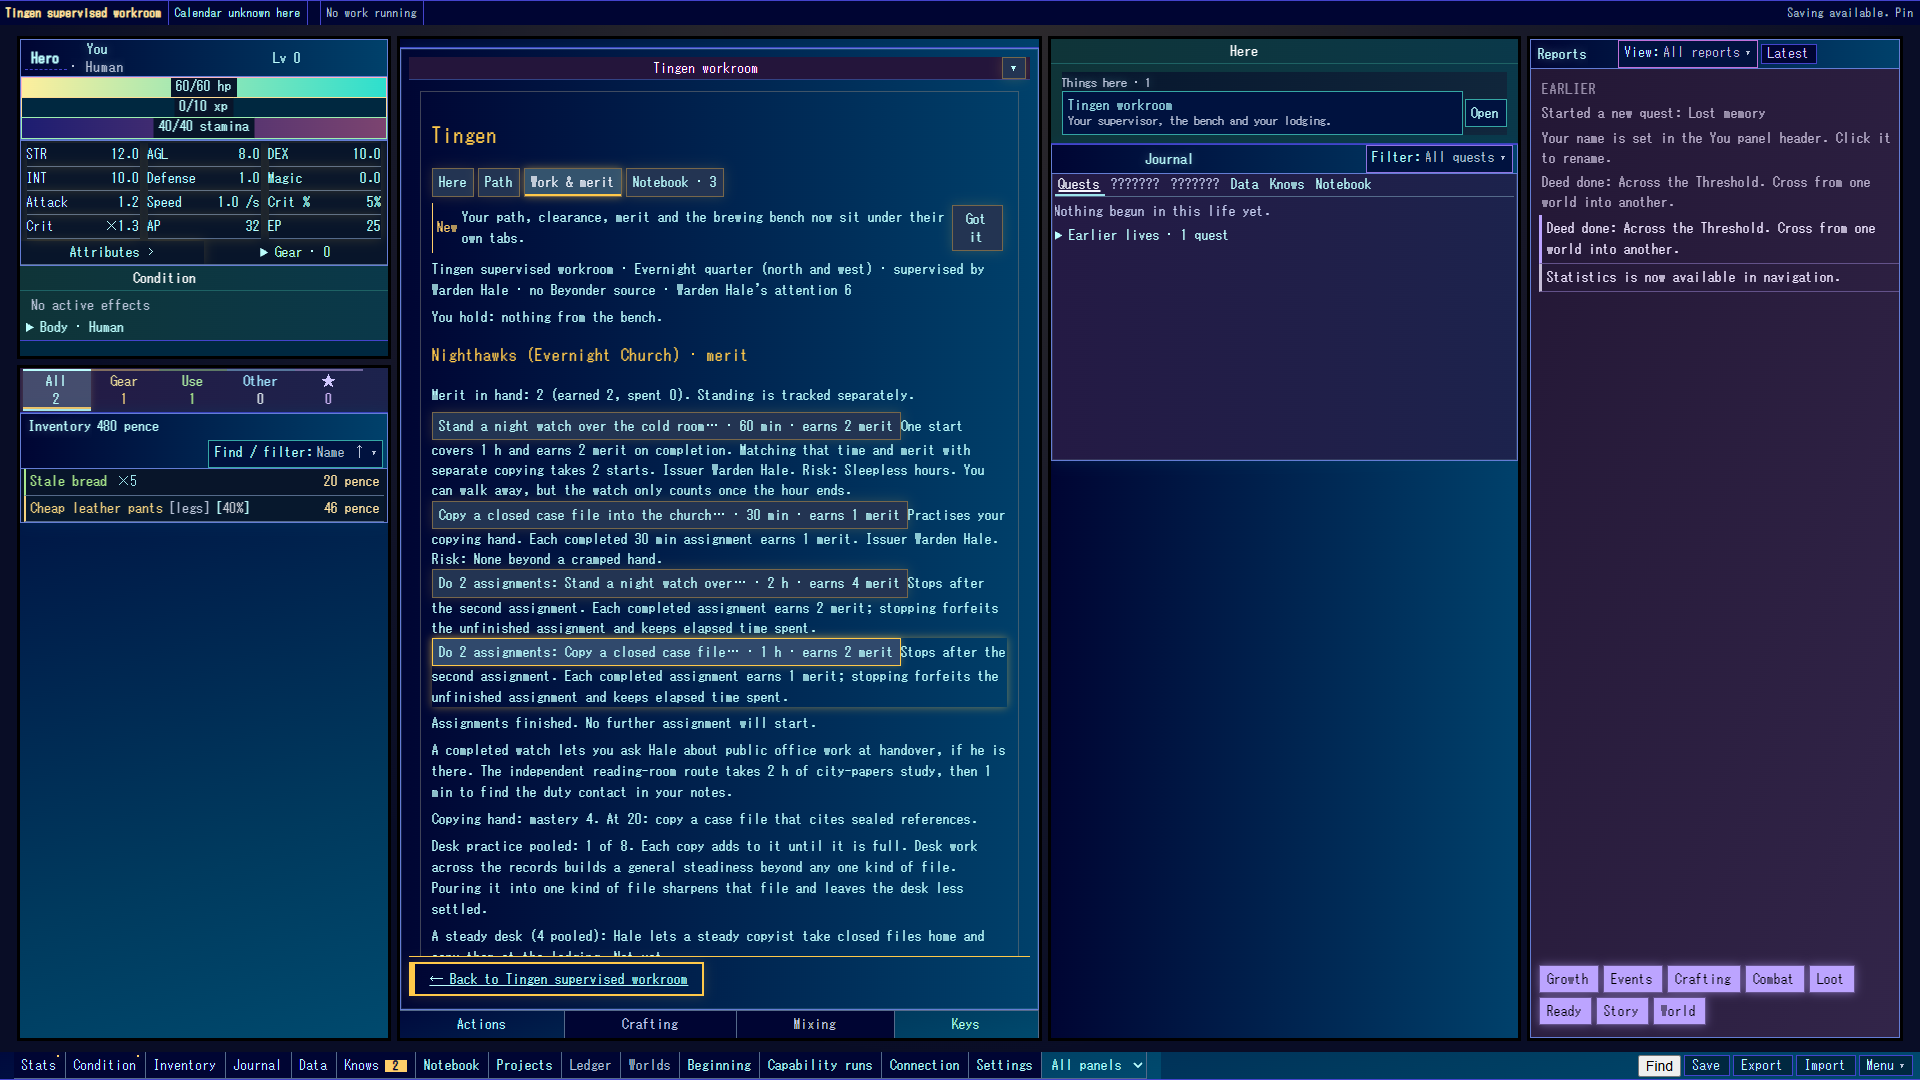 Tingen supervised workroom
Calendar unknown here
No work running
Saving available. Pin
Hero · You
Human
Lv 0
60/60 hp
0/10 xp
40/40 stamina
STR 12.0 AGL 8.0 DEX 10.0
INT 10.0 Defense 1.0 Magic 0.0
Attack 1.2 Speed 1.0 /s Crit % 5%
Crit ×1.3 AP 32 EP 25
Attributes >
▶ Gear · 0
Condition
No active effects
▶ Body · Human
All 2
Gear 1
Use 1
Other 0
★ 0
Inventory 480 pence
Find / filter: Name ↑ ▾
Stale bread ×5 20 pence
Cheap leather pants [legs] [40%] 46 pence
Tingen workroom
▾
Tingen
Here
Path
Work & merit
Notebook · 3
New
Your path, clearance, merit and the brewing bench now sit under their
own tabs.
Got
it
Tingen supervised workroom · Evernight quarter (north and west) · supervised by
Warden Hale · no Beyonder source · Warden Hale's attention 6
You hold: nothing from the bench.
Nighthawks (Evernight Church) · merit
Merit in hand: 2 (earned 2, spent 0). Standing is tracked separately.
Stand a night watch over the cold room… · 60 min · earns 2 merit One start
covers 1 h and earns 2 merit on completion. Matching that time and merit with
separate copying takes 2 starts. Issuer Warden Hale. Risk: Sleepless hours. You
can walk away, but the watch only counts once the hour ends.
Copy a closed case file into the church… · 30 min · earns 1 merit Practises your
copying hand. Each completed 30 min assignment earns 1 merit. Issuer Warden Hale.
Risk: None beyond a cramped hand.
Do 2 assignments: Stand a night watch over… · 2 h · earns 4 merit Stops after
the second assignment. Each completed assignment earns 2 merit; stopping forfeits
the unfinished assignment and keeps elapsed time spent.
Do 2 assignments: Copy a closed case file… · 1 h · earns 2 merit Stops after the
second assignment. Each completed assignment earns 1 merit; stopping forfeits the
unfinished assignment and keeps elapsed time spent.
Assignments finished. No further assignment will start.
A completed watch lets you ask Hale about public office work at handover, if he is
there. The independent reading-room route takes 2 h of city-papers study, then 1
min to find the duty contact in your notes.
Copying hand: mastery 4. At 20: copy a case file that cites sealed references.
Desk practice pooled: 1 of 8. Each copy adds to it until it is full. Desk work
across the records builds a general steadiness beyond any one kind of file.
Pouring it into one kind of file sharpens that file and leaves the desk less
settled.
A steady desk (4 pooled): Hale lets a steady copyist take closed files home and
← Back to Tingen supervised workroom
Actions
Crafting
Mixing
Keys
Here
Things here · 1
Tingen workroom
Your supervisor, the bench and your lodging.
Open
Journal
Filter: All quests ▾
Quests ??????? ??????? Data Knows Notebook
Nothing begun in this life yet.
▶ Earlier lives · 1 quest
Reports
View: All reports ▾
Latest
EARLIER
Started a new quest: Lost memory
Your name is set in the You panel header. Click it
to rename.
Deed done: Across the Threshold. Cross from one
world into another.
Deed done: Across the Threshold. Cross from one
world into another.
Statistics is now available in navigation.
Growth
Events
Crafting
Combat
Loot
Ready
Story
World
Stats
Condition
Inventory
Journal
Data
Knows 2
Notebook
Projects
Ledger
Worlds
Beginning
Capability runs
Connection
Settings
All panels
Find
Save
Export
Import
Menu ▾